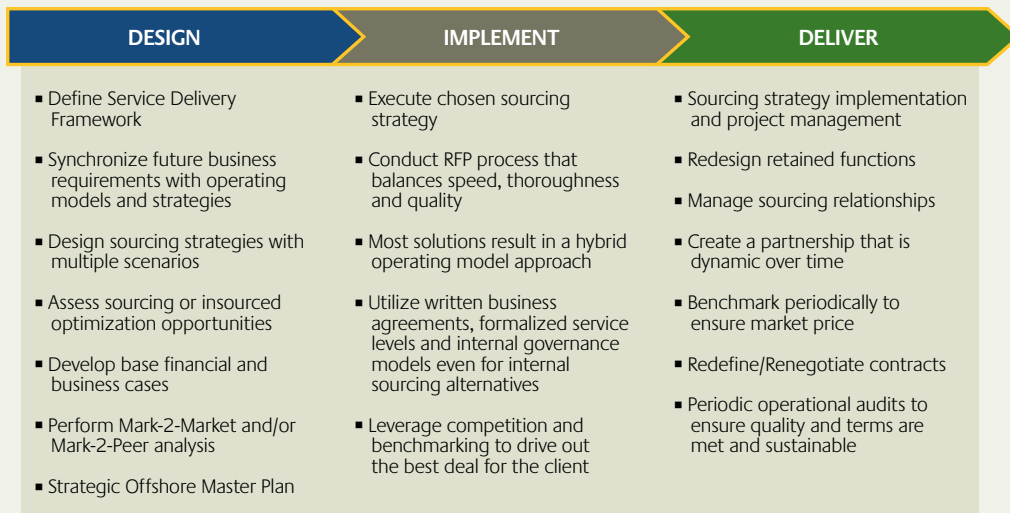 DESIGN
IMPLEMENT
DELIVER
▪ Define Service Delivery
Framework
▪ Synchronize future business
requirements with operating
models and strategies
▪ Design sourcing strategies with
multiple scenarios
▪ Assess sourcing or insourced
optimization opportunities
▪ Develop base financial and
business cases
▪ Perform Mark-2-Market and/or
Mark-2-Peer analysis
▪ Strategic Offshore Master Plan
▪ Execute chosen sourcing
strategy
▪ Conduct RFP process that
balances speed, thoroughness
and quality
▪ Most solutions result in a hybrid
operating model approach
▪ Utilize written business
agreements, formalized service
levels and internal governance
models even for internal
sourcing alternatives
▪ Leverage competition and
benchmarking to drive out
the best deal for the client
▪ Sourcing strategy implementation
and project management
▪ Redesign retained functions
▪ Manage sourcing relationships
▪ Create a partnership that is
dynamic over time
▪ Benchmark periodically to
ensure market price
▪ Redefine/Renegotiate contracts
▪ Periodic operational audits to
ensure quality and terms are
met and sustainable